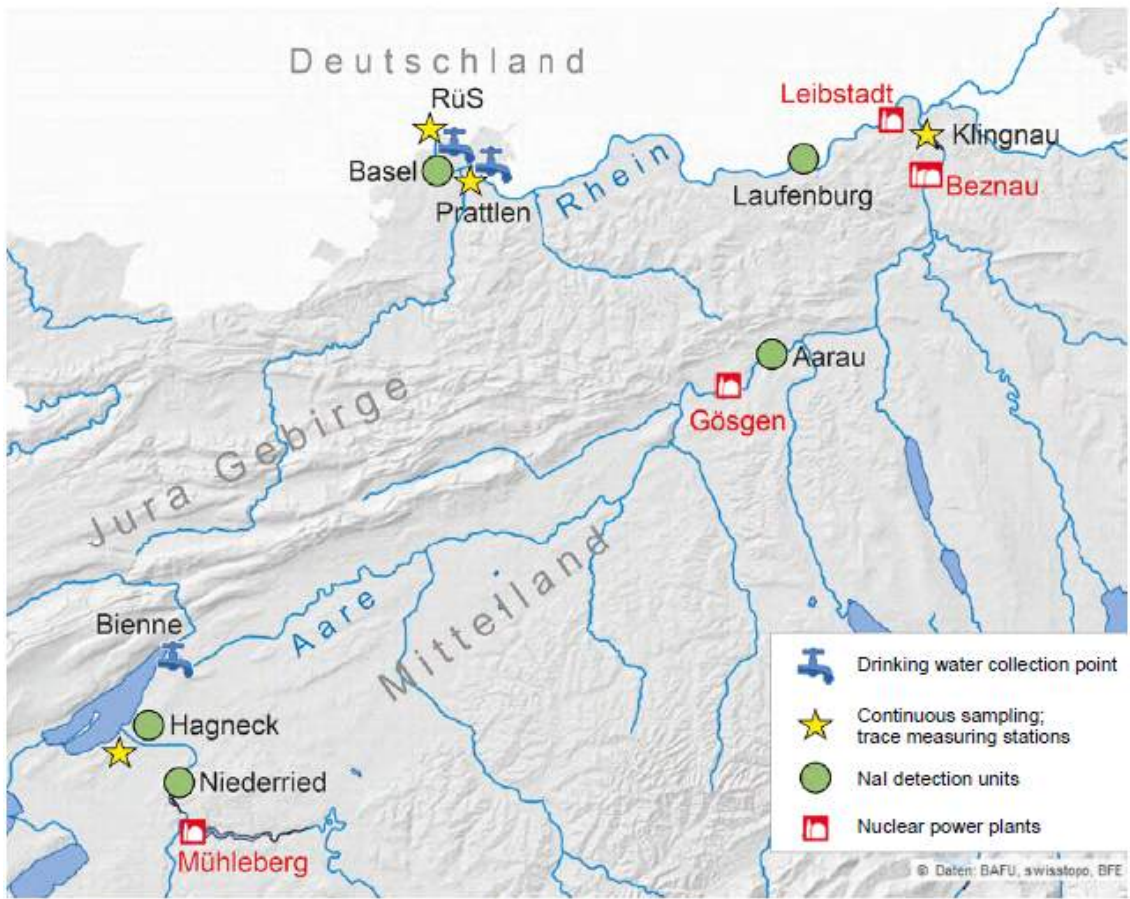 Deutschland
RüS
Leibstadt
Klingnau
Basel
Prattlen
Rhein
Laufenburg
Beznau
Aarau
Gösgen
Jura Gebirge
Mittelland
Aare
Bienne
Hagneck
Niederried
Mühleberg
Drinking water collection point
Continuous sampling;
trace measuring stations
NaI detection units
Nuclear power plants
© Daten: BAFU, swisstopo, BFE